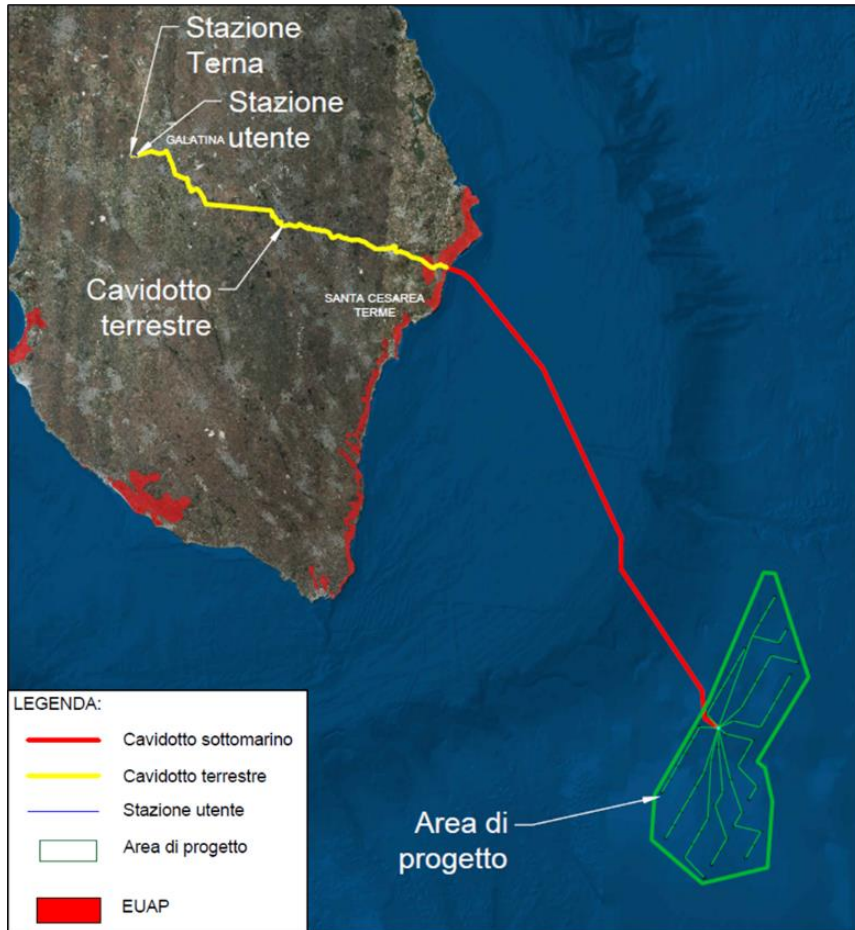 Stazione
Terna
Stazione
utente
GALATINA
Cavidotto
terrestre
SANTA CESAREA
TERME
Area di
progetto
LEGENDA:
Cavidotto sottomarino
Cavidotto terrestre
Stazione utente
Area di progetto
EUAP